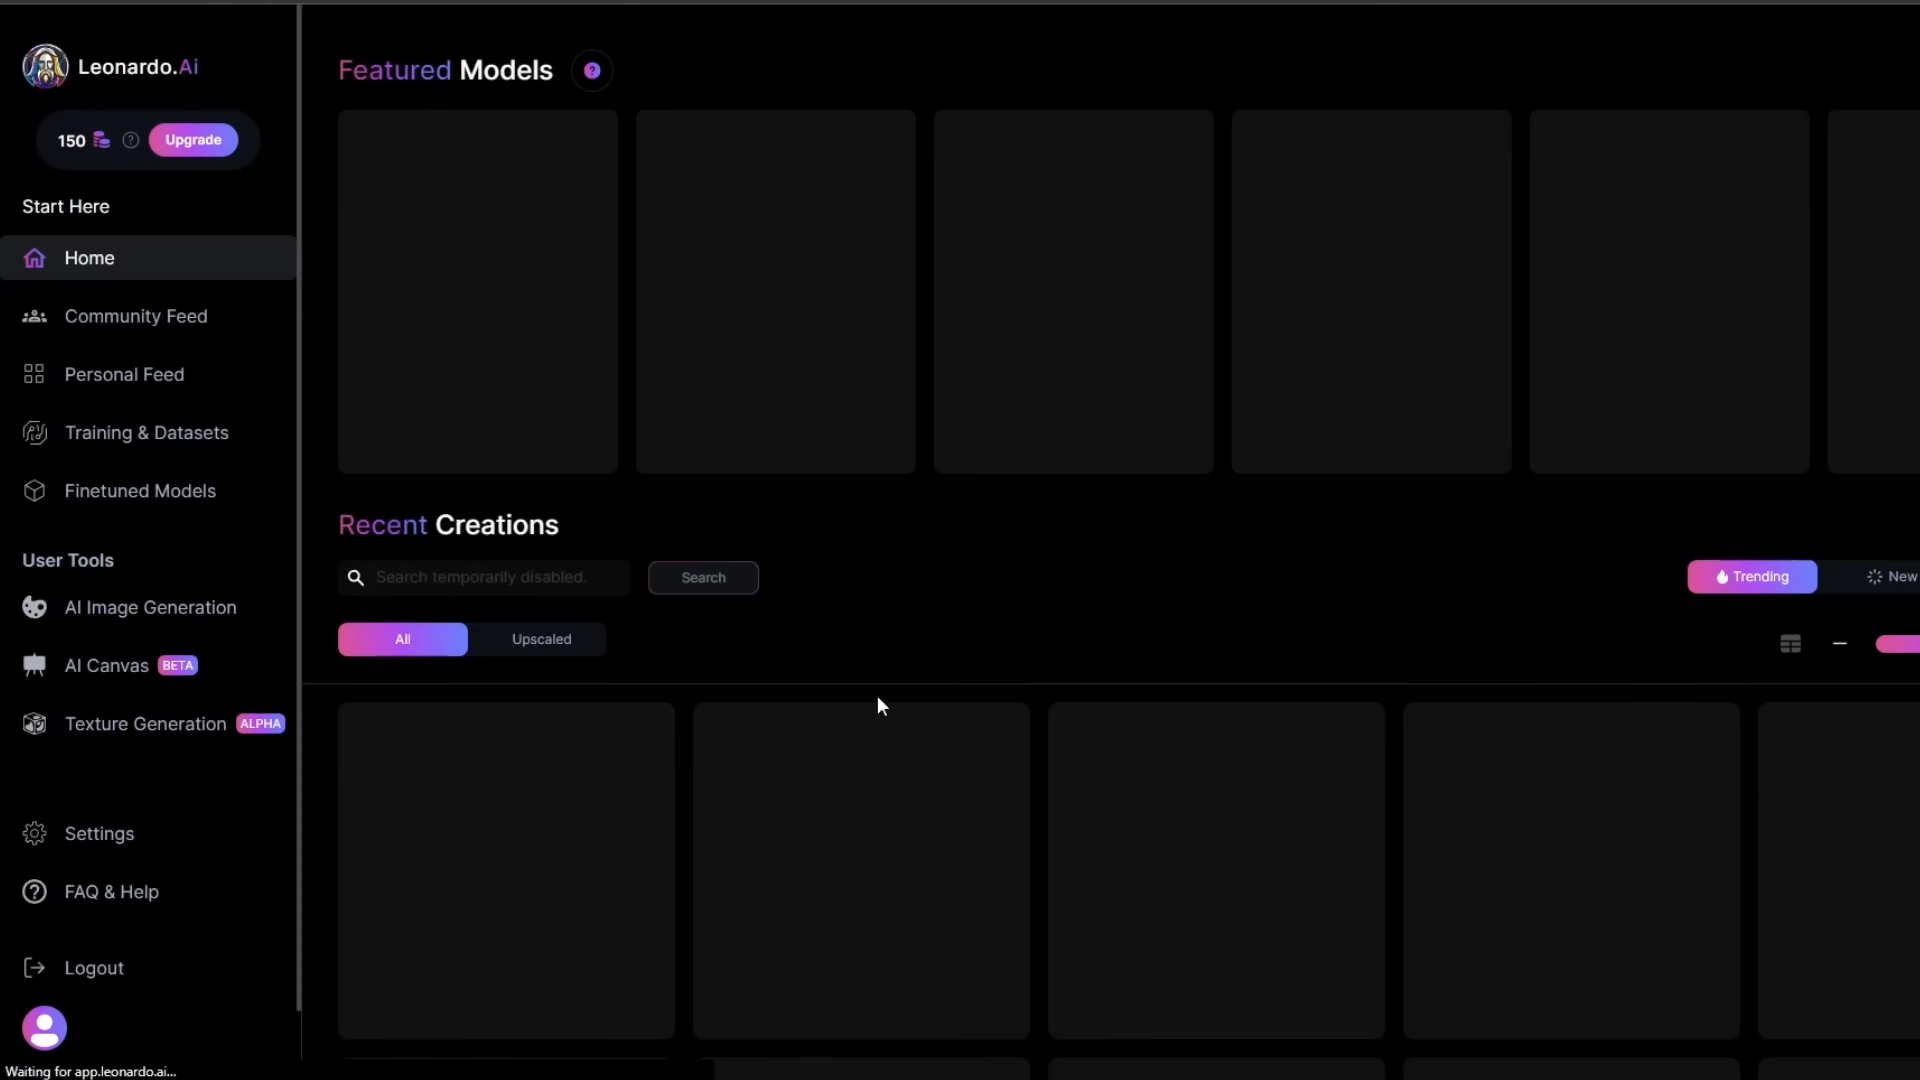 Leonardo.Ai
150 Upgrade
Start Here
Home
Community Feed
Personal Feed
Training & Datasets
Finetuned Models
User Tools
AI Image Generation
AI Canvas BETA
Texture Generation ALPHA
Settings
FAQ & Help
Logout
Waiting for app.leonardo.ai...
Featured Models ?
Recent Creations
Search temporarily disabled. Search
Trending New
All Upscaled